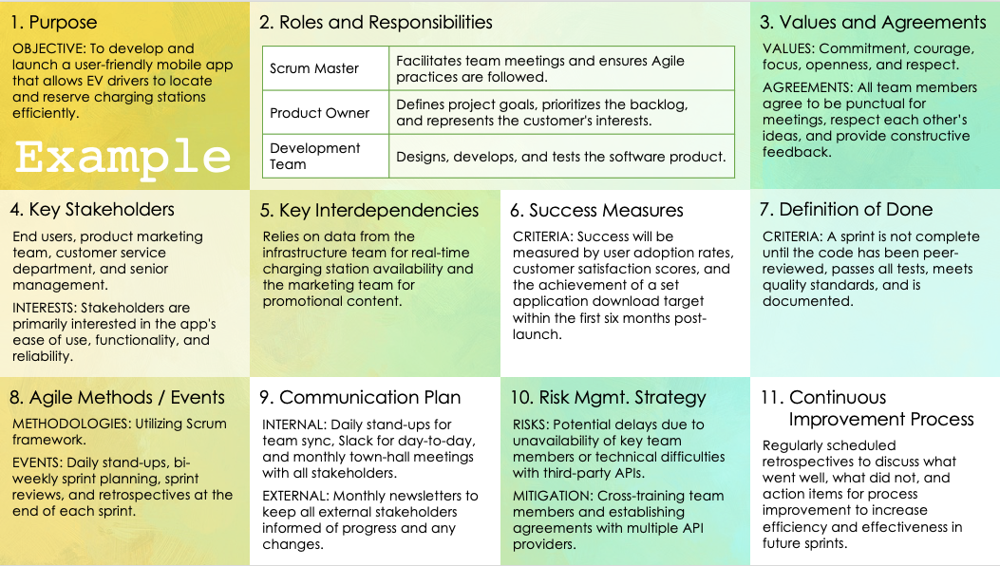 1. Purpose
OBJECTIVE: To develop and
launch a user-friendly mobile app
that allows EV drivers to locate
and reserve charging stations
efficiently.
Example
2. Roles and Responsibilities
Scrum Master
Facilitates team meetings and ensures Agile
practices are followed.
Product Owner
Defines project goals, prioritizes the backlog,
and represents the customer's interests.
Development
Team
Designs, develops, and tests the software product.
3. Values and Agreements
VALUES: Commitment, courage,
focus, openness, and respect.
AGREEMENTS: All team members
agree to be punctual for
meetings, respect each other's
ideas, and provide constructive
feedback.
4. Key Stakeholders
End users, product marketing
team, customer service
department, and senior
management.
INTERESTS: Stakeholders are
primarily interested in the app's
ease of use, functionality, and
reliability.
5. Key Interdependencies
Relies on data from the
infrastructure team for real-time
charging station availability and
the marketing team for
promotional content.
6. Success Measures
CRITERIA: Success will be
measured by user adoption rates,
customer satisfaction scores, and
the achievement of a set
application download target
within the first six months post-
launch.
7. Definition of Done
CRITERIA: A sprint is not complete
until the code has been peer-
reviewed, passes all tests, meets
quality standards, and is
documented.
8. Agile Methods / Events
METHODOLOGIES: Utilizing Scrum
framework.
EVENTS: Daily stand-ups, bi-
weekly sprint planning, sprint
reviews, and retrospectives at the
end of each sprint.
9. Communication Plan
INTERNAL: Daily stand-ups for
team sync, Slack for day-to-day,
and monthly town-hall meetings
with all stakeholders.
EXTERNAL: Monthly newsletters to
keep all external stakeholders
informed of progress and any
changes.
10. Risk Mgmt. Strategy
RISKS: Potential delays due to
unavailability of key team
members or technical difficulties
with third-party APIs.
MITIGATION: Cross-training team
members and establishing
agreements with multiple API
providers.
11. Continuous
Improvement Process
Regularly scheduled
retrospectives to discuss what
went well, what did not, and
action items for process
improvement to increase
efficiency and effectiveness in
future sprints.